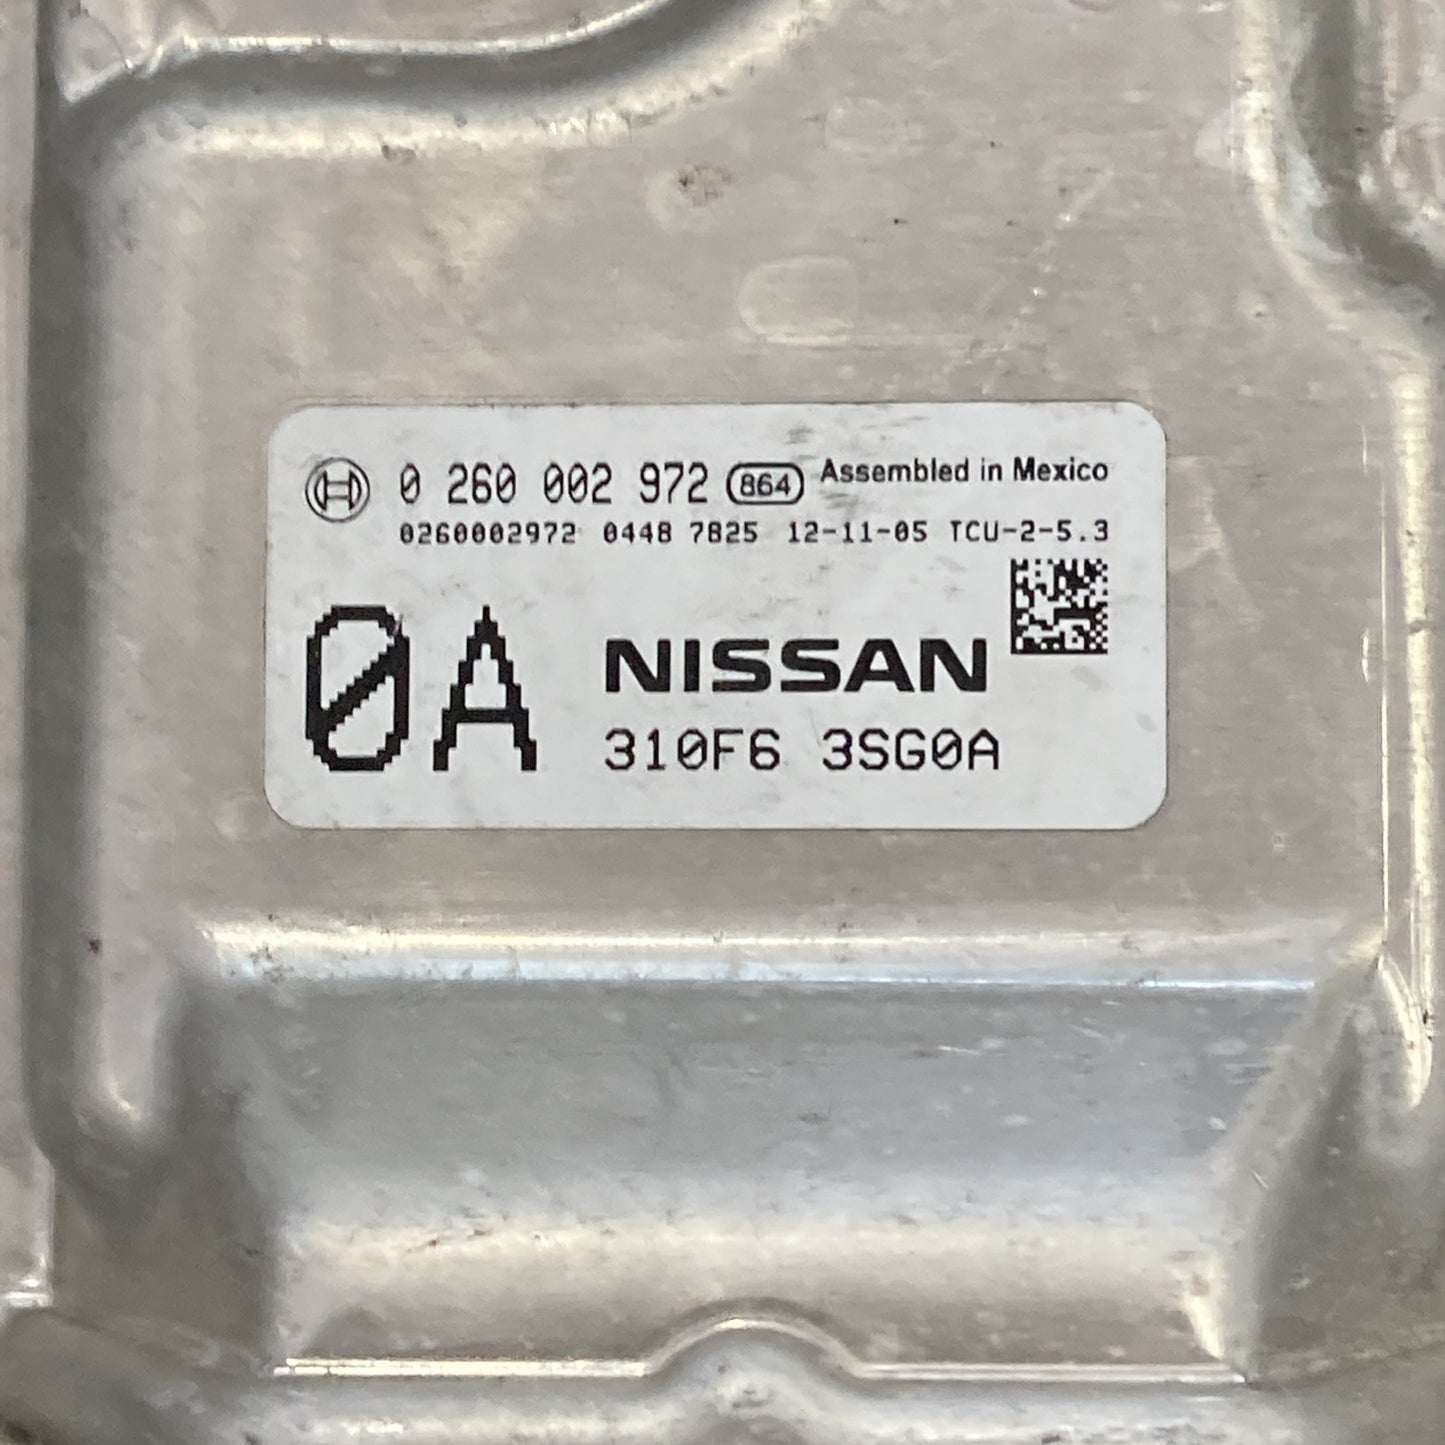 0 260 002 972 864 Assembled in Mexico
0260002972 0448 7825 12-11-05 TCU-2-5.3
0A NISSAN
310F6 3SG0A